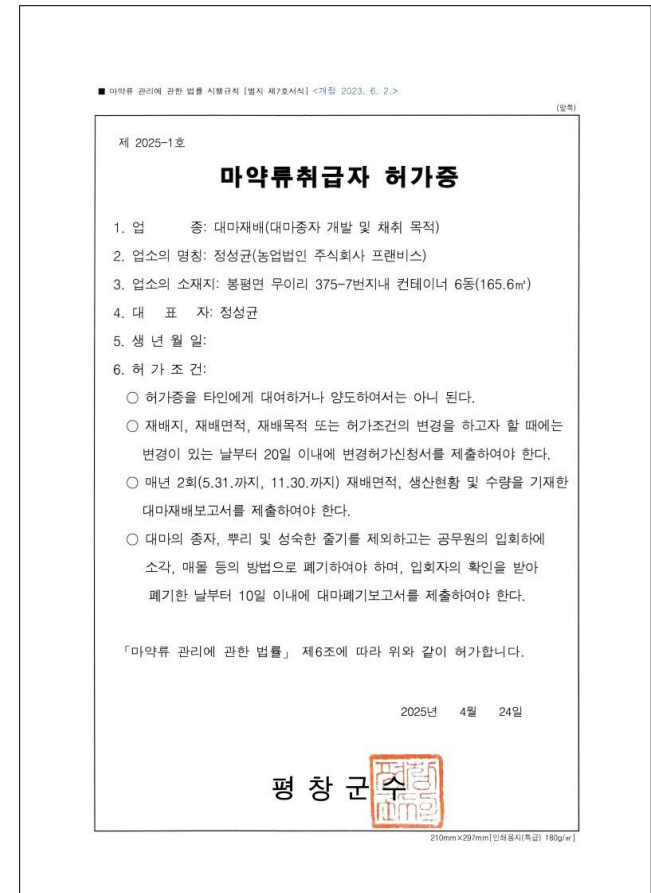 ■ 마약류 관리에 관한 법률 시행규칙 [별지 제7호서식] <개정 2023. 6. 2.>
(앞쪽)
제 2025-1호
마약류취급자 허가증
1. 업 종: 대마재배(대마종자 개발 및 채취 목적)
2. 업소의 명칭: 정성균(농업법인 주식회사 프랜비스)
3. 업소의 소재지: 봉평면 무이리 375-7번지내 컨테이너 6동(165.6㎡)
4. 대 표 자: 정성균
5. 생 년 월 일:
6. 허 가 조 건:
○ 허가증을 타인에게 대여하거나 양도하여서는 아니 된다.
○ 재배지, 재배면적, 재배목적 또는 허가조건의 변경을 하고자 할 때에는
변경이 있는 날부터 20일 이내에 변경허가신청서를 제출하여야 한다.
○ 매년 2회(5.31.까지, 11.30.까지) 재배면적, 생산현황 및 수량을 기재한
대마재배보고서를 제출하여야 한다.
○ 대마의 종자, 뿌리 및 성숙한 줄기를 제외하고는 공무원의 입회하에
소각, 매몰 등의 방법으로 폐기하여야 하며, 입회자의 확인을 받아
폐기한 날부터 10일 이내에 대마폐기보고서를 제출하여야 한다.
「마약류 관리에 관한 법률」 제6조에 따라 위와 같이 허가합니다.
2025년 4월 24일
평창군수
210mm×297mm[인쇄용지(특급) 180g/㎡]